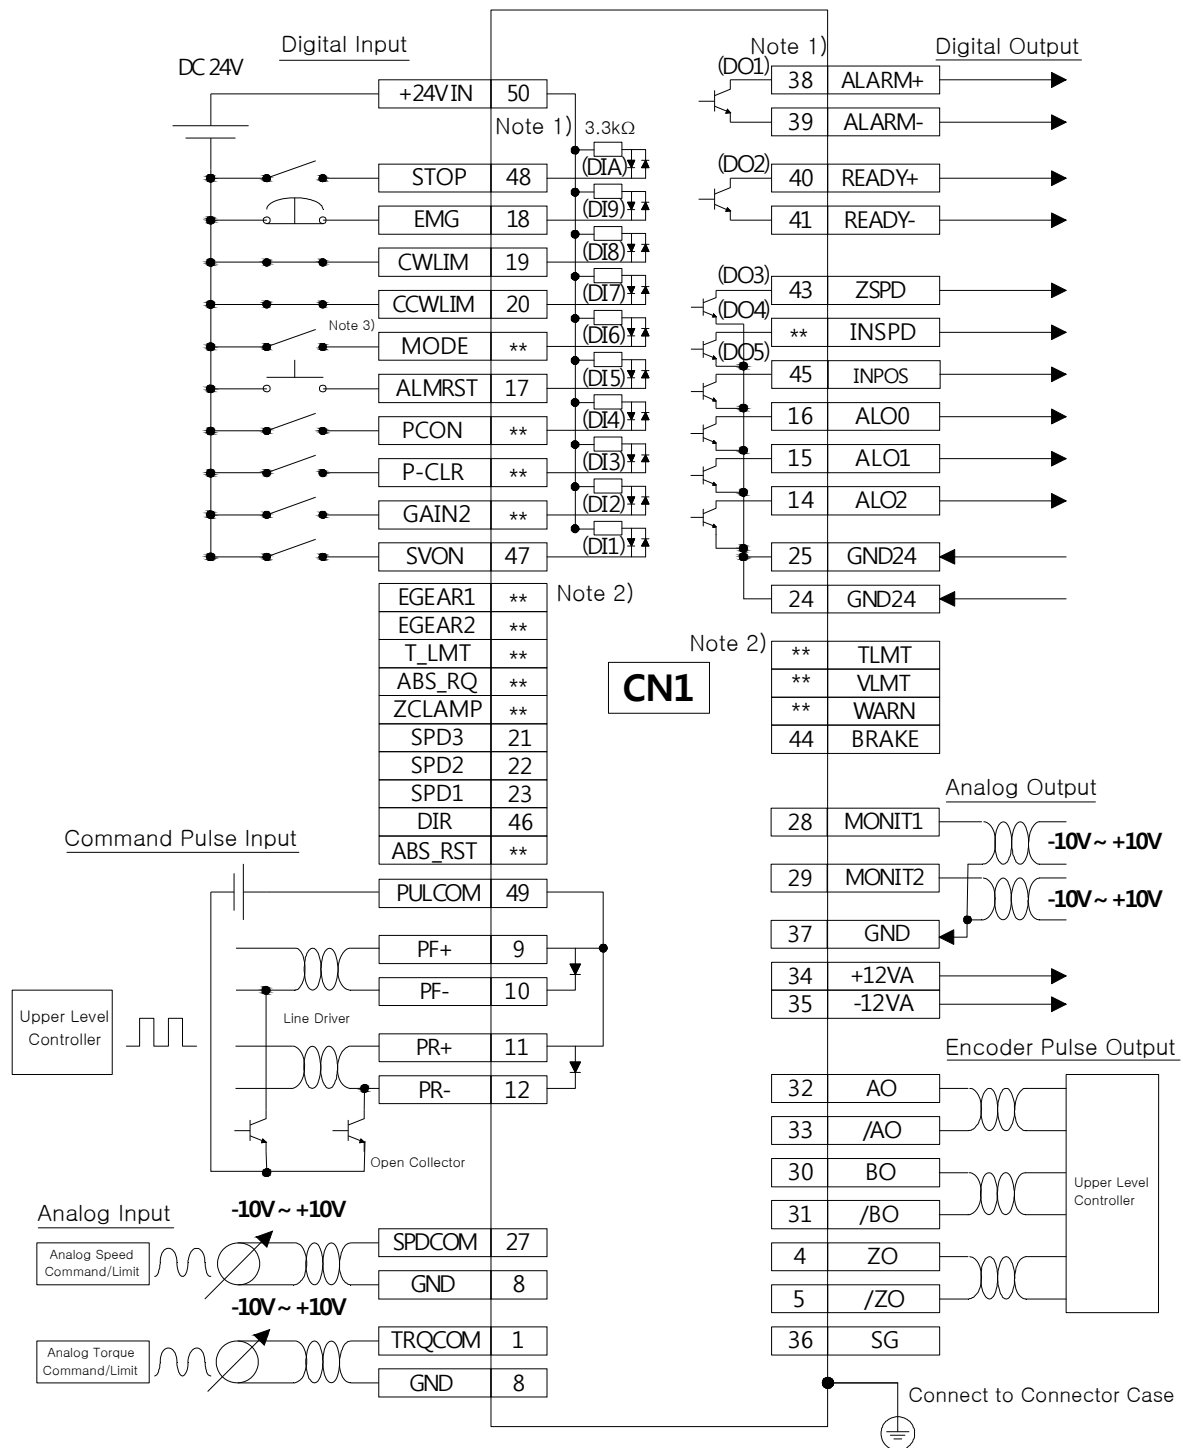 Digital Input
DC 24V
+24VIN 50
Note 1) 3.3kΩ
STOP 48 (DIA)
EMG 18 (DI9)
CWLIM 19 (DI8)
CCWLIM 20 (DI7)
Note 3)
MODE ** (DI6)
ALMRST 17 (DI5)
PCON ** (DI4)
P-CLR ** (DI3)
GAIN2 ** (DI2)
SVON 47 (DI1)
EGEAR1 ** Note 2)
EGEAR2 **
T_LMT **
ABS_RQ **
ZCLAMP **
SPD3 21
SPD2 22
SPD1 23
DIR 46
ABS_RST **
Command Pulse Input
PULCOM 49
PF+ 9
PF- 10
Line Driver
Upper Level
Controller
PR+ 11
PR- 12
Open Collector
Analog Input
-10V~ +10V
Analog Speed
Command/Limit
SPDCOM 27
GND 8
-10V~ +10V
Analog Torque
Command/Limit
TRQCOM 1
GND 8
CN1
Note 1)
Digital Output
(DO1) 38 ALARM+
39 ALARM-
(DO2) 40 READY+
41 READY-
(DO3) 43 ZSPD
(DO4) ** INSPD
(DO5) 45 INPOS
16 ALO0
15 ALO1
14 ALO2
25 GND24
24 GND24
Note 2)
** TLMT
** VLMT
** WARN
44 BRAKE
Analog Output
28 MONIT1
-10V~ +10V
29 MONIT2
-10V~ +10V
37 GND
34 +12VA
35 -12VA
Encoder Pulse Output
32 AO
33 /AO
30 BO
31 /BO
4 ZO
5 /ZO
36 SG
Upper Level
Controller
Connect to Connector Case